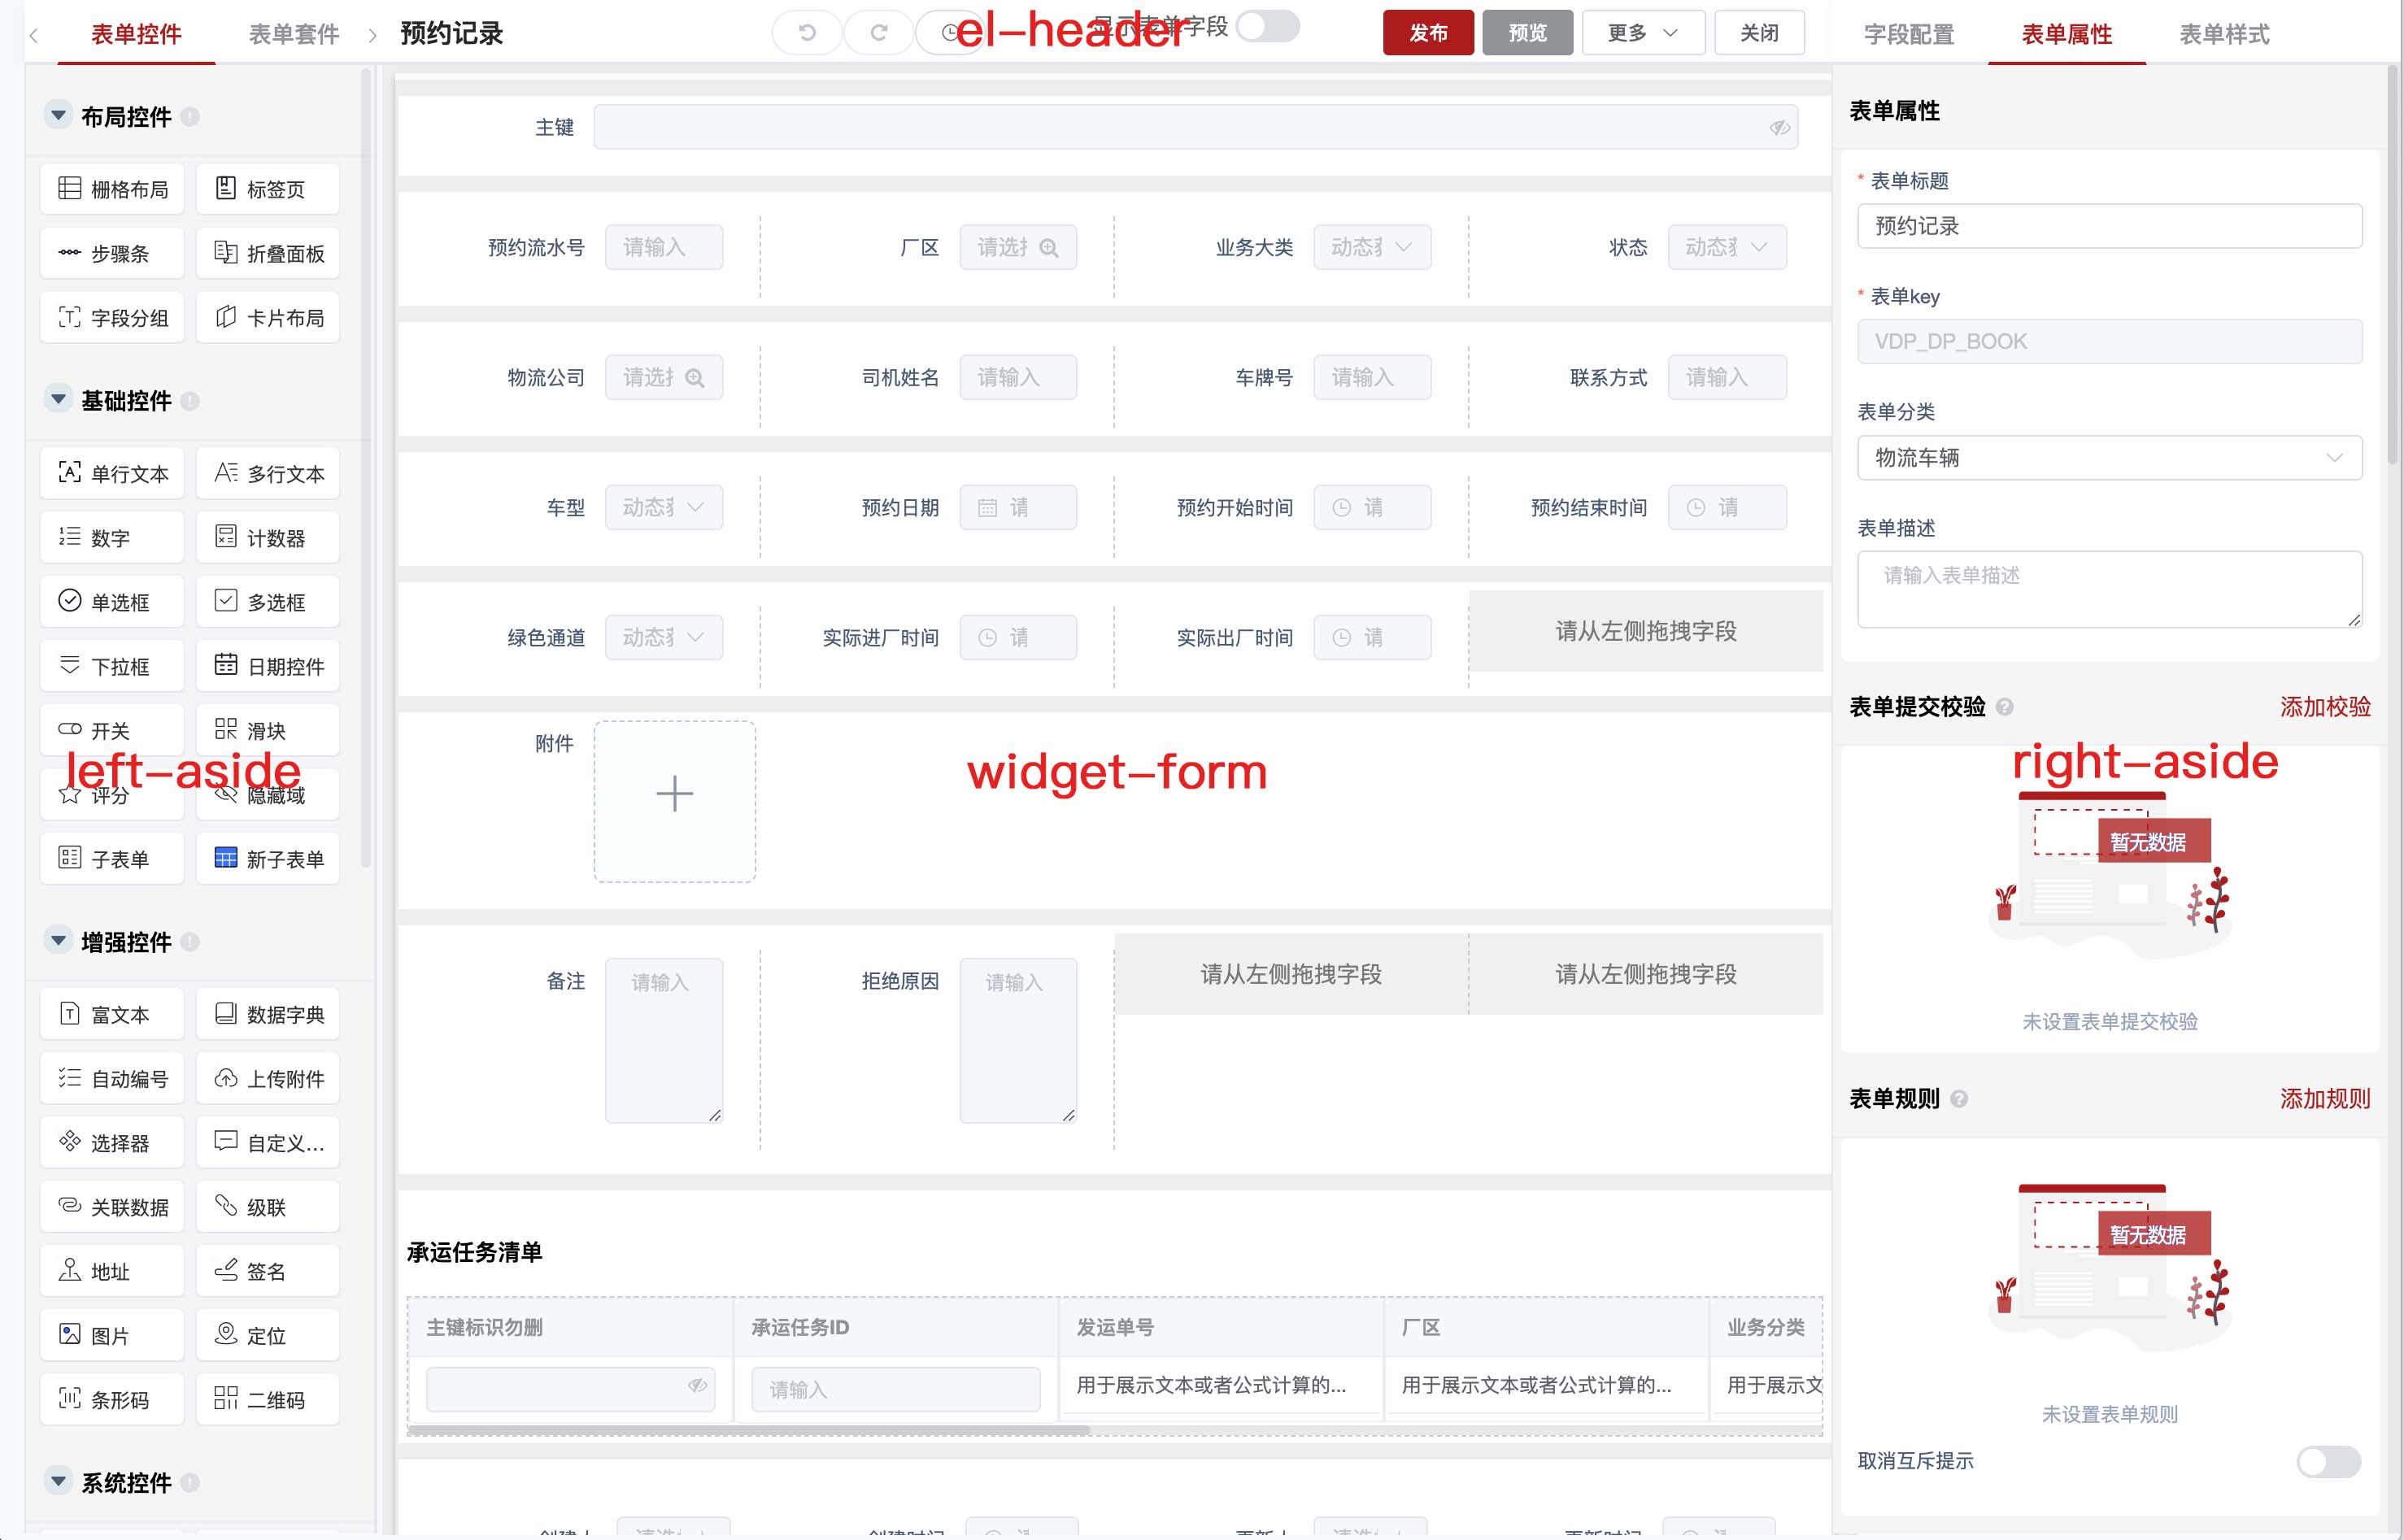 表单控件 表单套件
预约记录
el-header
显示表单字段
发布 预览 更多 关闭
字段配置 表单属性 表单样式
布局控件
栅格布局 标签页
步骤条 折叠面板
字段分组 卡片布局
基础控件
单行文本 多行文本
数字 计数器
单选框 多选框
下拉框 日期控件
开关 滑块
left-aside
评分 隐藏域
子表单 新子表单
增强控件
富文本 数据字典
自动编号 上传附件
选择器 自定义...
关联数据 级联
地址 签名
图片 定位
条形码 二维码
系统控件
主键
预约流水号 请输入 厂区 请选择 业务大类 动态 状态 动态
物流公司 请选择 司机姓名 请输入 车牌号 请输入 联系方式 请输入
车型 动态 预约日期 请 预约开始时间 请 预约结束时间 请
绿色通道 动态 实际进厂时间 请 实际出厂时间 请 请从左侧拖拽字段
附件
widget-form
备注 请输入 拒绝原因 请输入 请从左侧拖拽字段 请从左侧拖拽字段
承运任务清单
主键标识勿删 承运任务ID 发运单号 厂区 业务分类
请输入 用于展示文本或者公式计算的... 用于展示文本或者公式计算的... 用于展示文
表单属性
* 表单标题
预约记录
* 表单key
VDP_DP_BOOK
表单分类
物流车辆
表单描述
请输入表单描述
表单提交校验 添加校验
right-aside
暂无数据
未设置表单提交校验
表单规则 添加规则
暂无数据
未设置表单规则
取消互斥提示